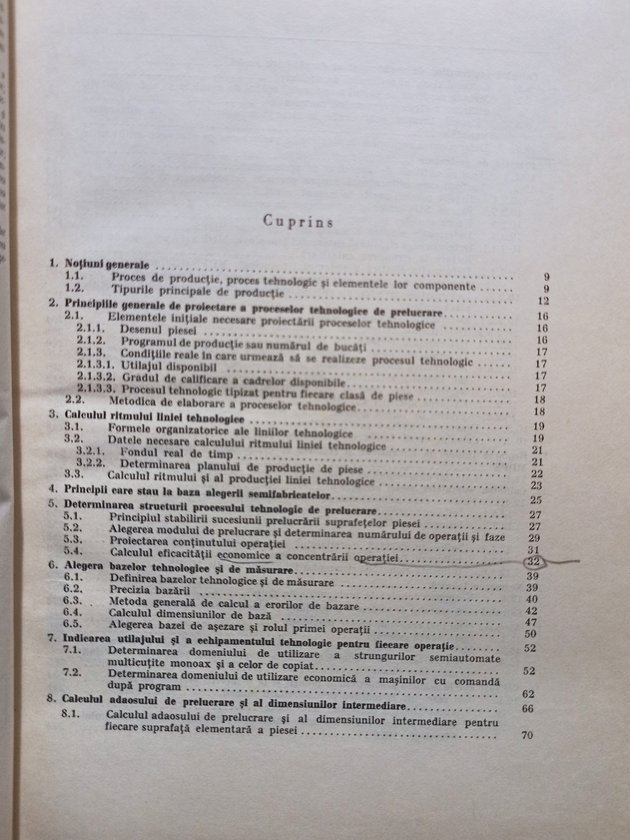 Cuprins
1. Noțiuni generale 9
1.1. Proces de producție, proces tehnologic și elementele lor componente 9
1.2. Tipurile principale de producție 12
2. Principiile generale de proiectare a proceselor tehnologice de prelucrare 16
2.1. Elementele inițiale necesare proiectării proceselor tehnologice 16
2.1.1. Desenul piesei 16
2.1.2. Programul de producție sau numărul de bucăți 17
2.1.3. Condițiile reale în care urmează să se realizeze procesul tehnologic 17
2.1.3.1. Utilajul disponibil 17
2.1.3.2. Gradul de calificare a cadrelor disponibile 17
2.1.3.3. Procesul tehnologic tipizat pentru fiecare clasă de piese 18
2.2. Metodica de elaborare a proceselor tehnologice 18
3. Calculul ritmului liniei tehnologice 19
3.1. Formele organizatorice ale liniilor tehnologice 19
3.2. Datele necesare calculului ritmului liniei tehnologice 21
3.2.1. Fondul real de timp 21
3.2.2. Determinarea planului de producție de piese 22
3.3. Calculul ritmului și al producției liniei tehnologice 23
4. Principii care stau la baza alegerii semifabricatelor 25
5. Determinarea structurii procesului tehnologic de prelucrare 27
5.1. Principiul stabilirii sucesiunii prelucrării suprafețelor piesei 27
5.2. Alegerea modului de prelucrare și determinarea numărului de operații și faze 29
5.3. Proiectarea conținutului operației 31
5.4. Calculul eficacității economice a concentrării operației 32
6. Alegera bazelor tehnologice și de măsurare 39
6.1. Definirea bazelor tehnologice și de măsurare 39
6.2. Precizia bazării 40
6.3. Metoda generală de calcul a erorilor de bazare 42
6.4. Calculul dimensiunilor de bază 47
6.5. Alegerea bazei de așezare și rolul primei operații 50
7. Indicarea utilajului și a echipamentului tehnologic pentru fiecare operație 52
7.1. Determinarea domeniului de utilizare a strungurilor semiautomate
multicuțite monoax și a celor de copiat 52
7.2. Determinarea domeniului de utilizare economică a mașinilor cu comandă
după program 62
8. Calculul adaosului de prelucrare și al dimensiunilor intermediare 66
8.1. Calculul adaosului de prelucrare și al dimensiunilor intermediare pentru
fiecare suprafață elementară a piesei 70